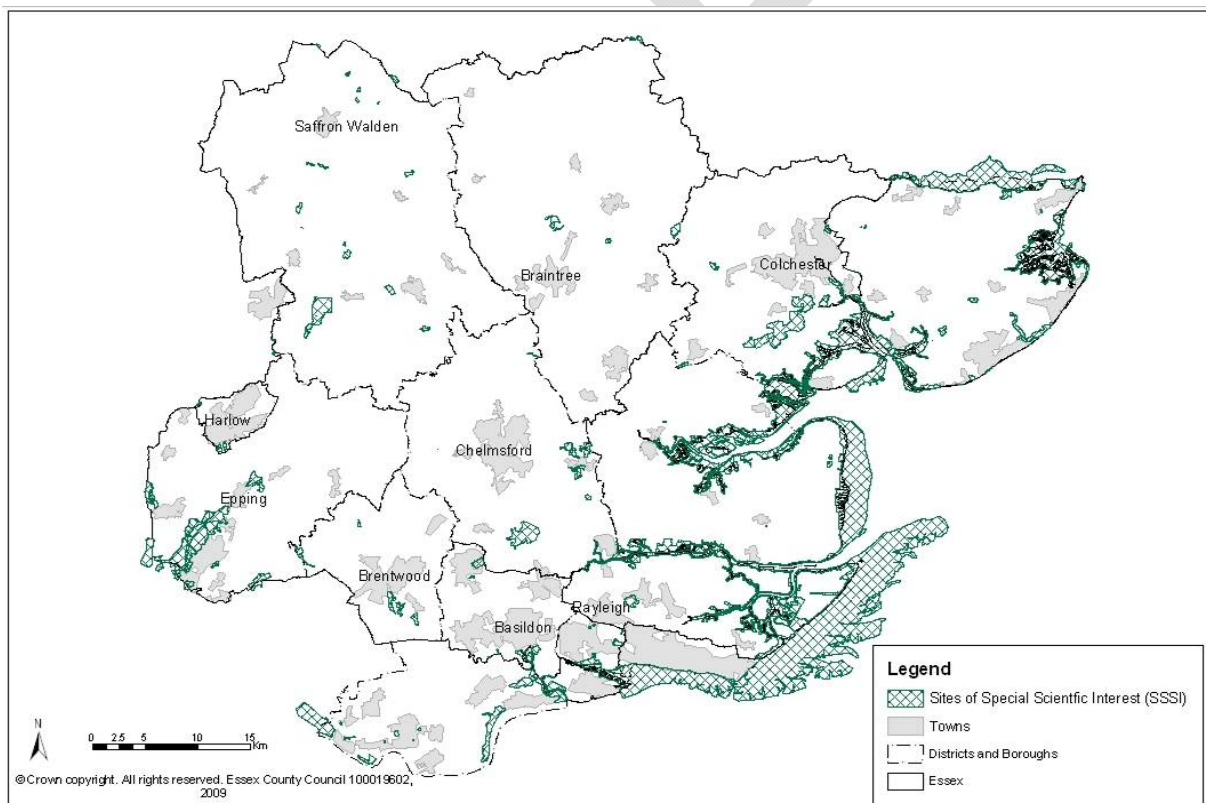 Saffron Walden
Braintree
Colchester
Harlow
Chelmsford
Epping
Brentwood
Rayleigh
Basildon
Legend
Sites of Special Scientfic Interest (SSSI)
Towns
Districts and Boroughs
Essex
N
0 2.5 5 10 15
Km
© Crown copyright. All rights reserved. Essex County Council 100019602,
2009